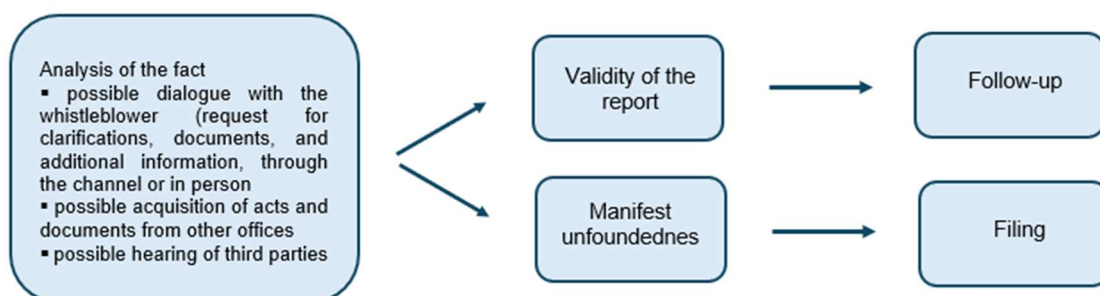 Analysis of the fact
▪ possible dialogue with the
whistleblower (request for
clarifications, documents, and
additional information, through
the channel or in person
▪ possible acquisition of acts and
documents from other offices
▪ possible hearing of third parties
Validity of the
report
Follow-up
Manifest
unfoundednes
Filing